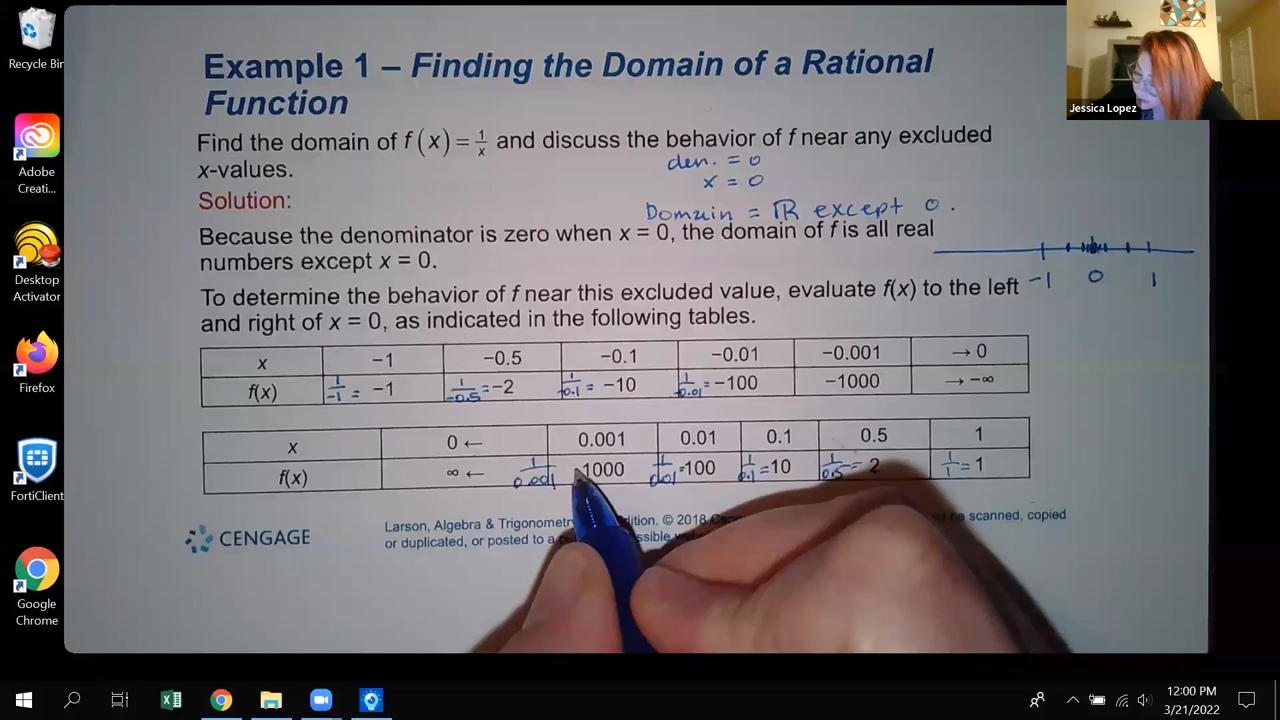 Recycle Bin
Adobe
Creati...
Desktop
Activator
Firefox
FortiClient
Google
Chrome
Jessica Lopez
Example 1 – Finding the Domain of a Rational
Function
Find the domain of f (x) = 1/x and discuss the behavior of f near any excluded
x-values.
den. = 0
x = 0
Solution:
Domain = ℝ except 0 .
Because the denominator is zero when x = 0, the domain of f is all real
numbers except x = 0.
-1 0 1
To determine the behavior of f near this excluded value, evaluate f(x) to the left
and right of x = 0, as indicated in the following tables.
x −1 −0.5 −0.1 −0.01 −0.001 → 0
f(x) 1/-1 = −1 1/-0.5 = −2 1/-0.1 = −10 1/-0.01 = −100 −1000 → −∞
x 0 ← 0.001 0.01 0.1 0.5 1
f(x) ∞ ← 1/0.001 1000 1/0.01 = 100 1/0.1 = 10 1/0.5 = 2 1/1 = 1
CENGAGE
Larson, Algebra & Trigonometry dition. © 2018 Cen be scanned, copied
or duplicated, or posted to a
12:00 PM
3/21/2022